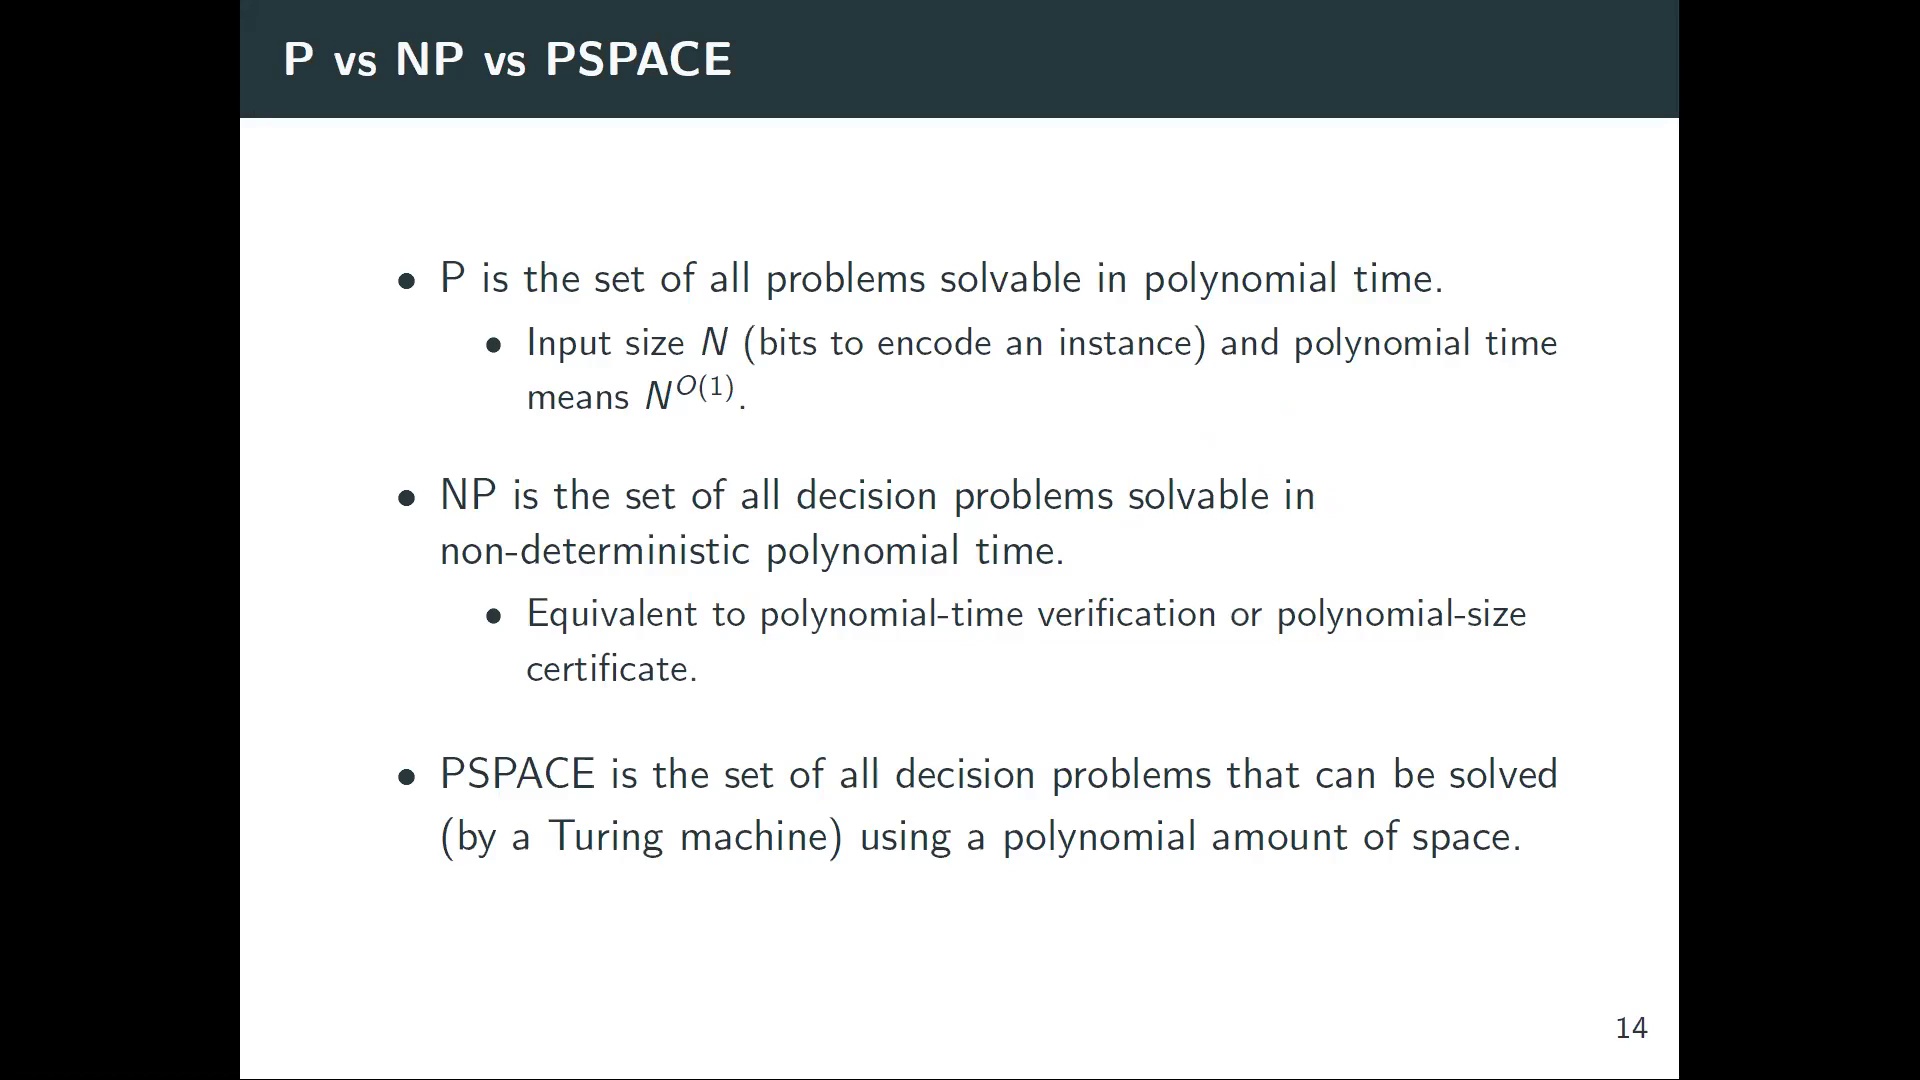 P vs NP vs PSPACE
• P is the set of all problems solvable in polynomial time.
• Input size N (bits to encode an instance) and polynomial time
means N^{O(1)}.
• NP is the set of all decision problems solvable in
non-deterministic polynomial time.
• Equivalent to polynomial-time verification or polynomial-size
certificate.
• PSPACE is the set of all decision problems that can be solved
(by a Turing machine) using a polynomial amount of space.
14